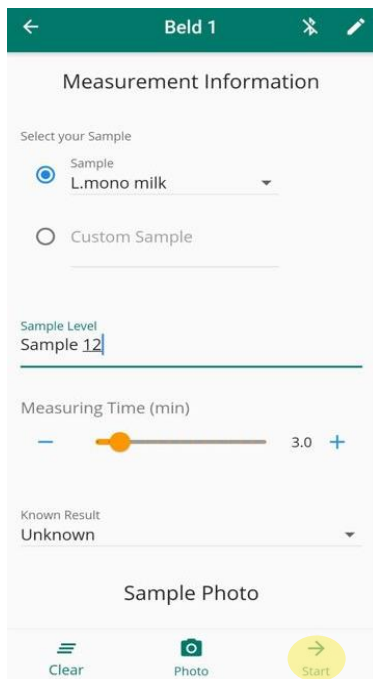 Beld 1
Measurement Information
Select your Sample
Sample
L.mono milk
Custom Sample
Sample Level
Sample 12
Measuring Time (min)
3.0
Known Result
Unknown
Sample Photo
Clear
Photo
Start